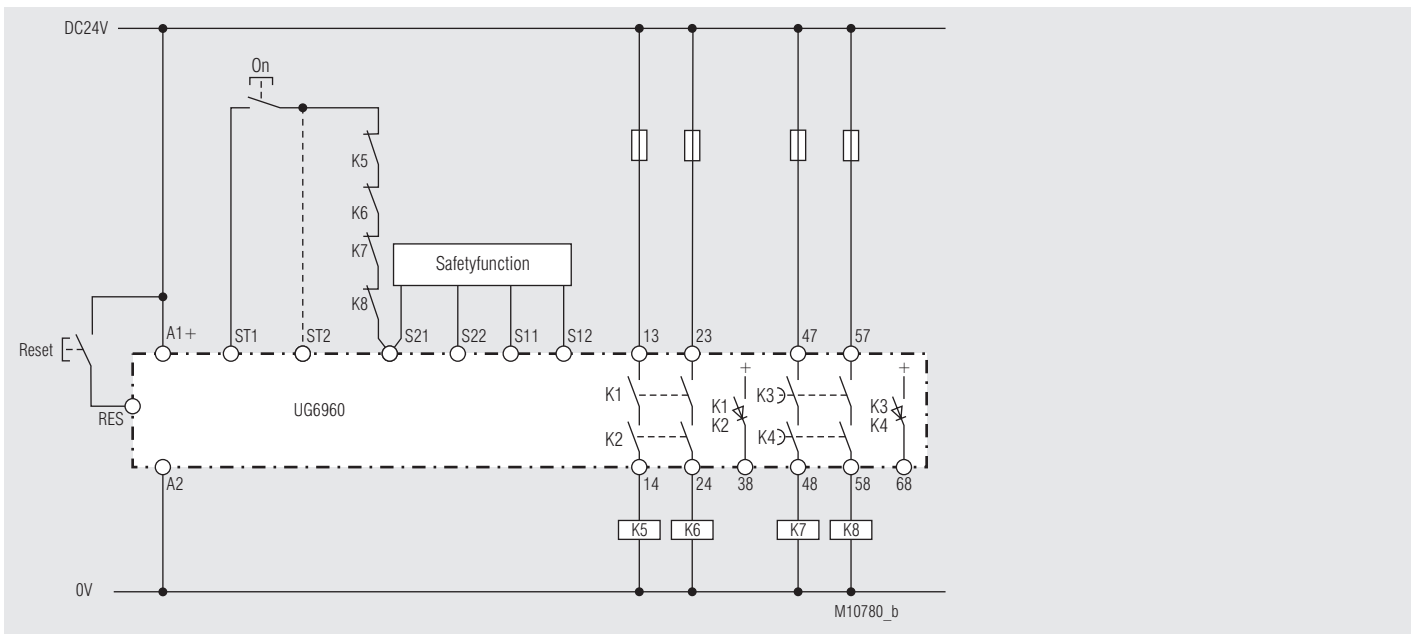 DC24V
On
K5
K6
K7
K8
Safetyfunction
Reset
A1+
ST1
ST2
S21
S22
S11
S12
13
23
47
57
RES
UG6960
K1
K2
K1
K2
K3
K4
+
K3
K4
+
A2
14
24
38
48
58
68
K5
K6
K7
K8
0V
M10780_b